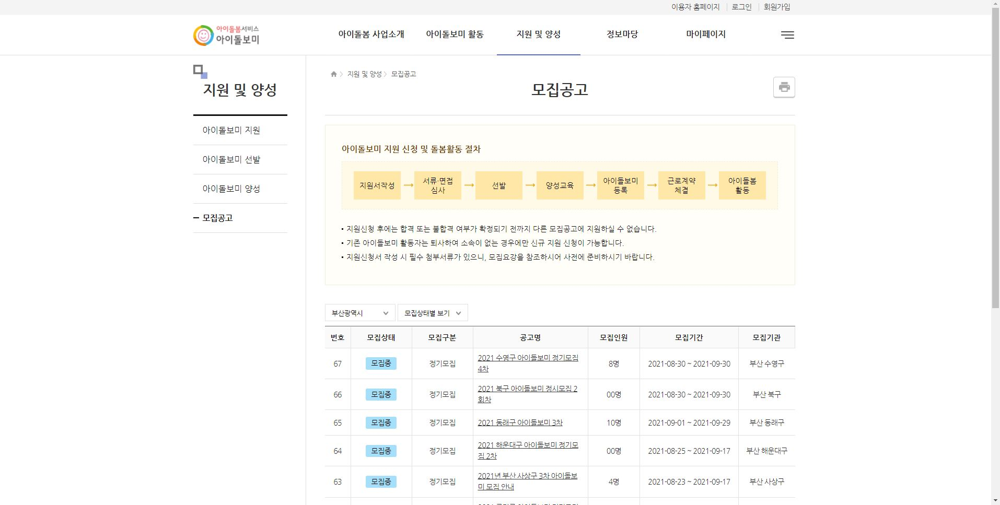 이용자 홈페이지
로그인
회원가입
아이돌봄서비스
아이돌보미
아이돌봄 사업소개
아이돌보미 활동
지원 및 양성
정보마당
마이페이지
지원 및 양성
아이돌보미 지원
아이돌보미 선발
아이돌보미 양성
모집공고
지원 및 양성
모집공고
모집공고
아이돌보미 지원 신청 및 돌봄활동 절차
지원서작성
서류·면접
심사
선발
양성교육
아이돌보미
등록
근로계약
체결
아이돌봄
활동
지원신청 후에는 합격 또는 불합격 여부가 확정되기 전까지 다른 모집공고에 지원하실 수 없습니다.
기존 아이돌보미 활동자는 퇴사하여 소속이 없는 경우에만 신규 지원 신청이 가능합니다.
지원신청서 작성 시 필수 첨부서류가 있으니, 모집요강을 참조하시어 사전에 준비하시기 바랍니다.
부산광역시
모집상태별 보기
번호 모집상태 모집구분 공고명 모집인원 모집기간 모집기관
67 모집중 정기모집 2021 수영구 아이돌보미 정기모집
4차 8명 2021-08-30 ~ 2021-09-30 부산 수영구
66 모집중 정기모집 2021 북구 아이돌보미 정시모집 2
회차 00명 2021-08-30 ~ 2021-09-30 부산 북구
65 모집중 정기모집 2021 동래구 아이돌보미 3차 10명 2021-09-01 ~ 2021-09-29 부산 동래구
64 모집중 정기모집 2021 해운대구 아이돌보미 정기모
집 2차 00명 2021-08-25 ~ 2021-09-17 부산 해운대구
63 모집중 정기모집 2021년 부산 사상구 3차 아이돌보
미 모집 안내 4명 2021-08-23 ~ 2021-09-17 부산 사상구